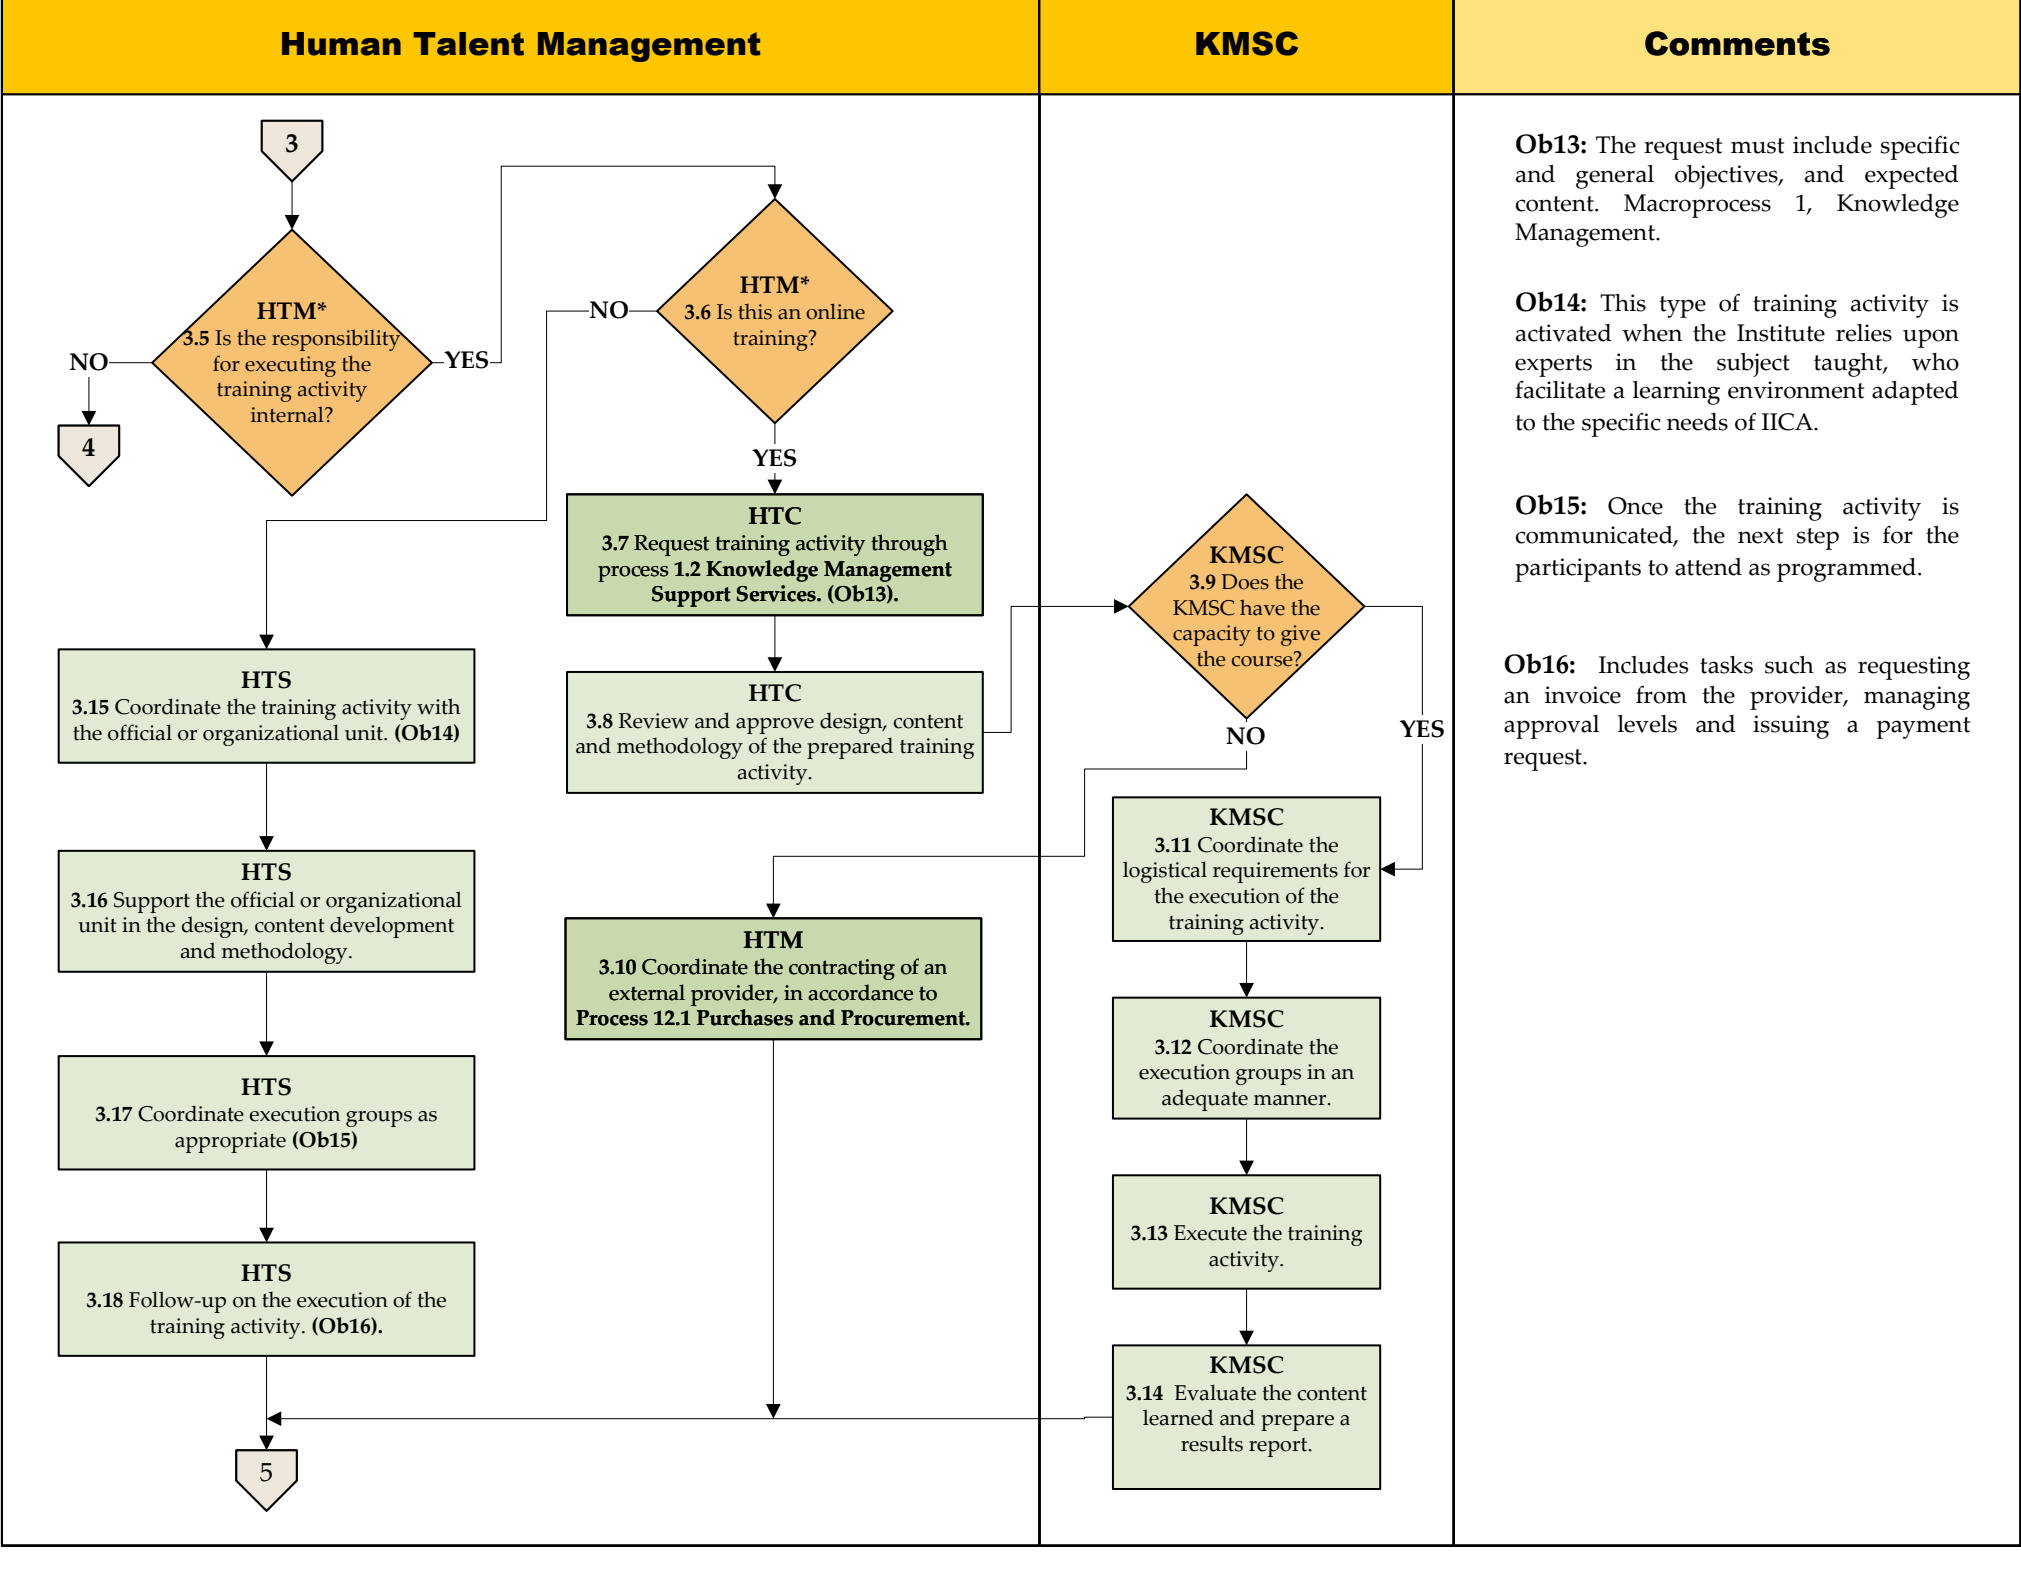 Human Talent Management
KMSC
Comments
3
HTM*
3.5 Is the responsibility
for executing the
training activity
internal?
NO
4
YES
HTM*
3.6 Is this an online
training?
NO
YES
HTC
3.7 Request training activity through
process 1.2 Knowledge Management
Support Services. (Ob13).
HTC
3.8 Review and approve design, content
and methodology of the prepared training
activity.
HTM
3.10 Coordinate the contracting of an
external provider, in accordance to
Process 12.1 Purchases and Procurement.
HTS
3.15 Coordinate the training activity with
the official or organizational unit. (Ob14)
HTS
3.16 Support the official or organizational
unit in the design, content development
and methodology.
HTS
3.17 Coordinate execution groups as
appropriate (Ob15)
HTS
3.18 Follow-up on the execution of the
training activity. (Ob16).
5
KMSC
3.9 Does the
KMSC have the
capacity to give
the course?
NO
YES
KMSC
3.11 Coordinate the
logistical requirements for
the execution of the
training activity.
KMSC
3.12 Coordinate the
execution groups in an
adequate manner.
KMSC
3.13 Execute the training
activity.
KMSC
3.14 Evaluate the content
learned and prepare a
results report.
Ob13: The request must include specific
and general objectives, and expected
content. Macroprocess 1, Knowledge
Management.
Ob14: This type of training activity is
activated when the Institute relies upon
experts in the subject taught, who
facilitate a learning environment adapted
to the specific needs of IICA.
Ob15: Once the training activity is
communicated, the next step is for the
participants to attend as programmed.
Ob16: Includes tasks such as requesting
an invoice from the provider, managing
approval levels and issuing a payment
request.